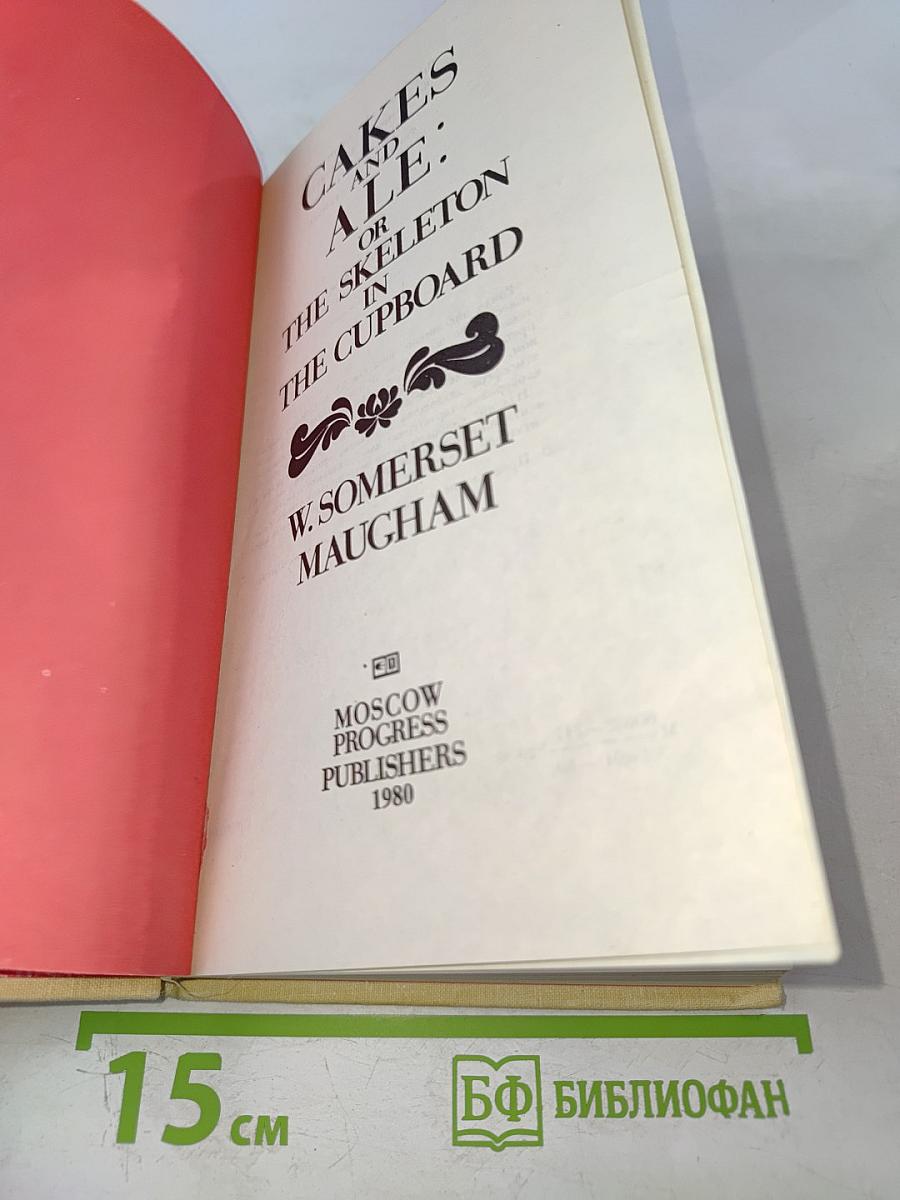 CAKES
AND
ALE:
OR
THE SKELETON
IN
THE CUPBOARD
W. SOMERSET
MAUGHAM
MOSCOW
PROGRESS
PUBLISHERS
1980
15 см
БФ БИБЛИОФАН